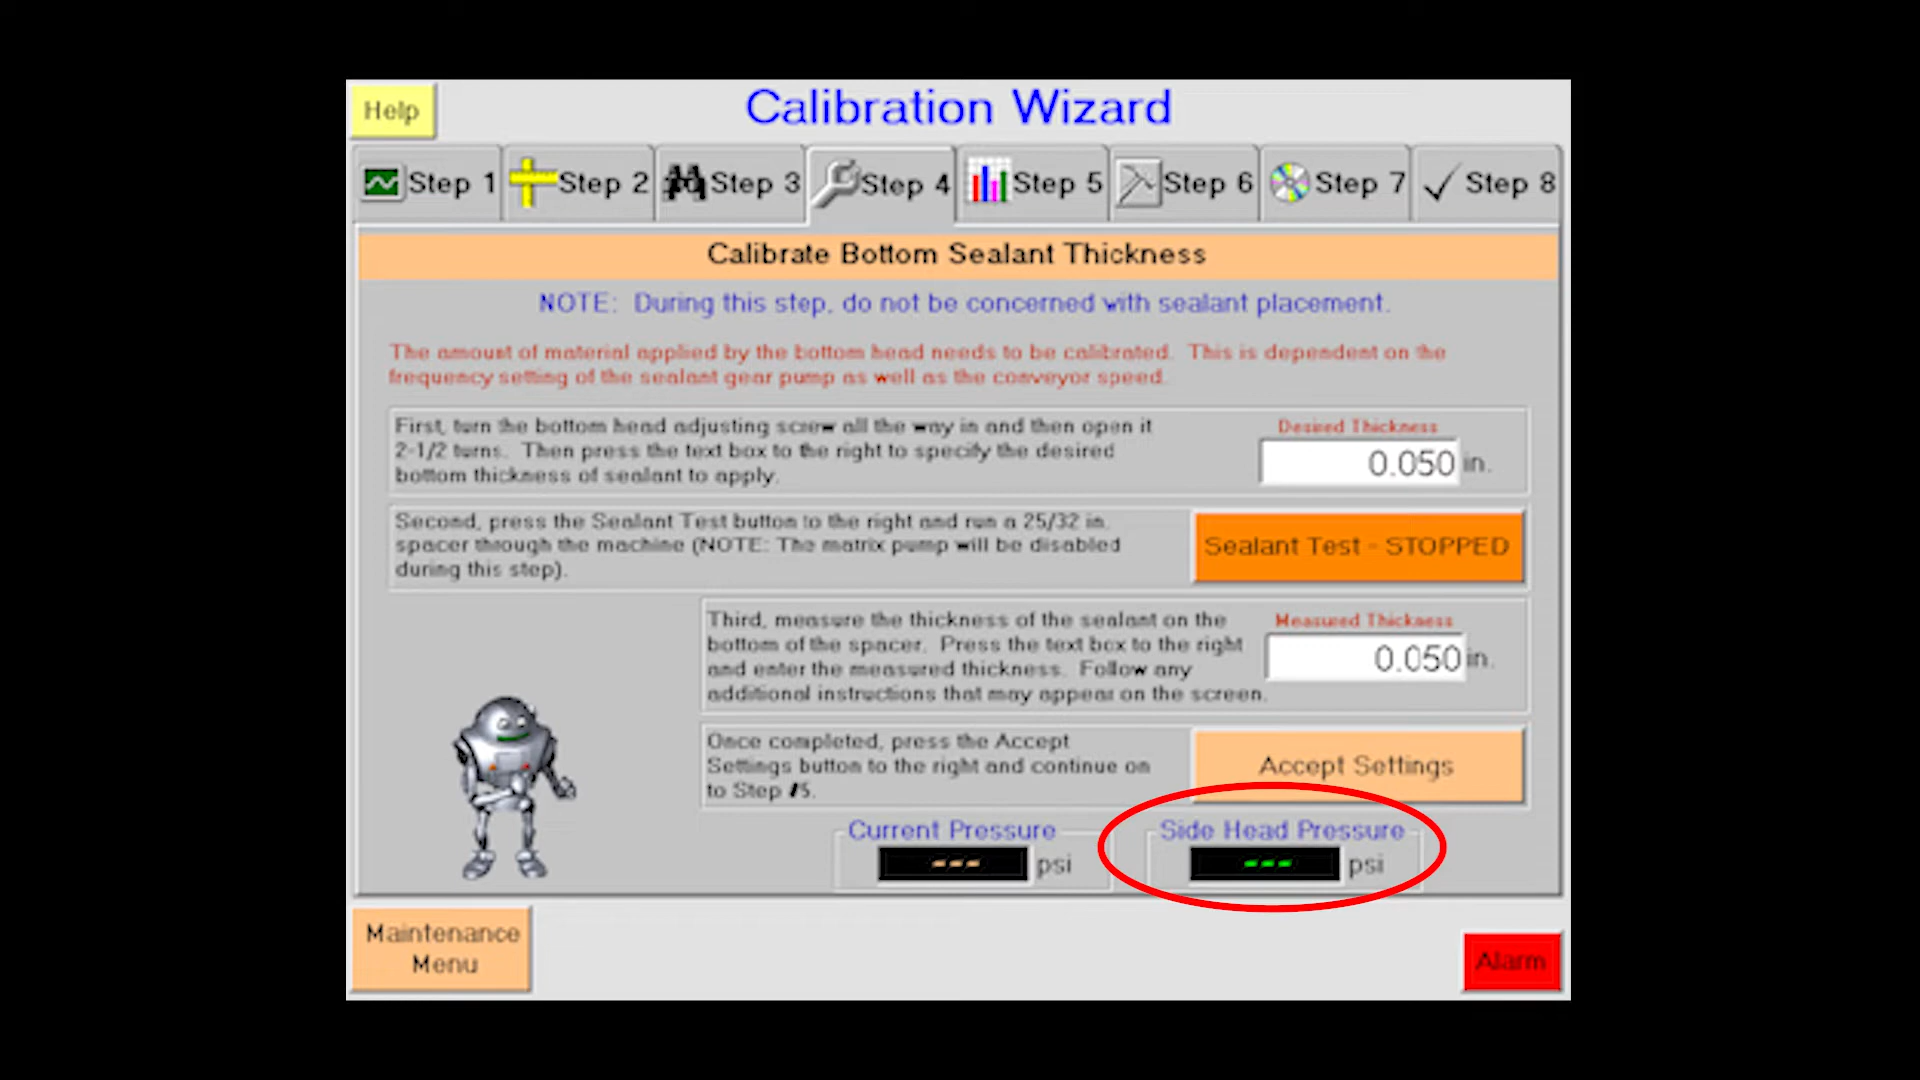 Help
Calibration Wizard
Step 1
Step 2
Step 3
Step 4
Step 5
Step 6
Step 7
Step 8
Calibrate Bottom Sealant Thickness
NOTE: During this step, do not be concerned with sealant placement.
The amount of material applied by the bottom head needs to be calibrated. This is dependent on the
frequency setting of the sealant gear pump as well as the conveyor speed.
First, turn the bottom head adjusting screw all the way in and then open it
2-1/2 turns. Then press the text box to the right to specify the desired
bottom thickness of sealant to apply.
Desired Thickness
0.050 in.
Second, press the Sealant Test button to the right and run a 25/32 in.
spacer through the machine (NOTE: The matrix pump will be disabled
during this step).
Sealant Test - STOPPED
Third, measure the thickness of the sealant on the
bottom of the spacer. Press the text box to the right
and enter the measured thickness. Follow any
additional instructions that may appear on the screen.
Measured Thickness
0.050 in.
Once completed, press the Accept
Settings button to the right and continue on
to Step #5.
Accept Settings
Current Pressure
--- psi
Side Head Pressure
--- psi
Maintenance
Menu
Alarm